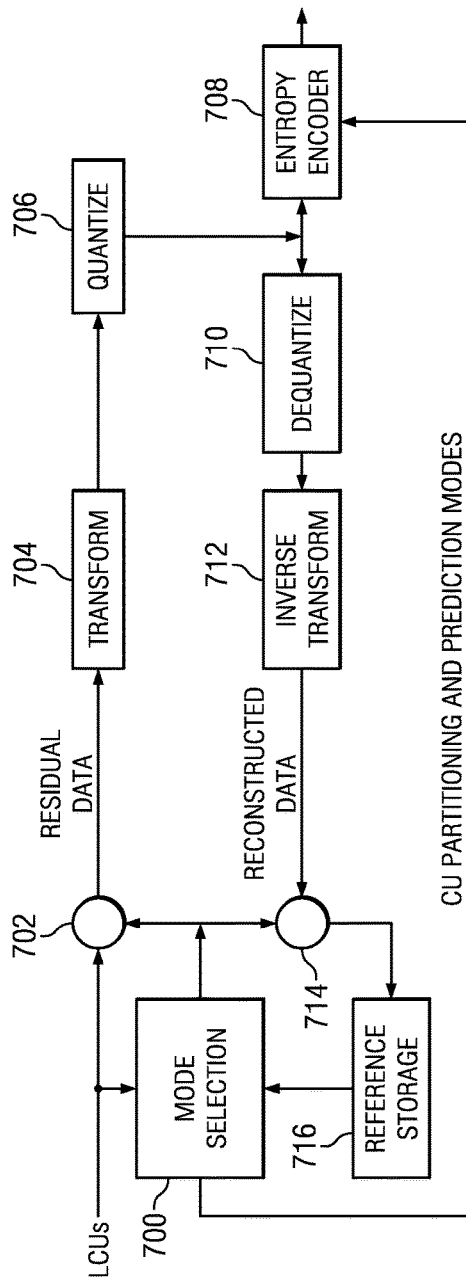 LCUs
700
MODE
SELECTION
702
RESIDUAL
DATA
704
TRANSFORM
706
QUANTIZE
708
ENTROPY
ENCODER
710
DEQUANTIZE
712
INVERSE
TRANSFORM
RECONSTRUCTED
DATA
714
716
REFERENCE
STORAGE
CU PARTITIONING AND PREDICTION MODES